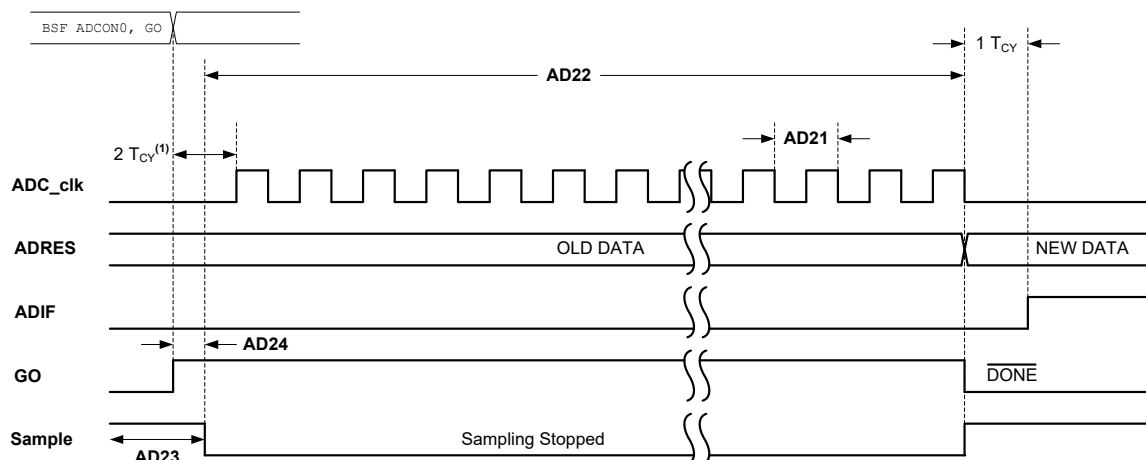 BSF ADCON0, GO
1 TCY
AD22
AD21
2 TCY(1)
ADC_clk
ADRES
OLD DATA
NEW DATA
ADIF
AD24
GO
DONE
Sample
Sampling Stopped
AD23